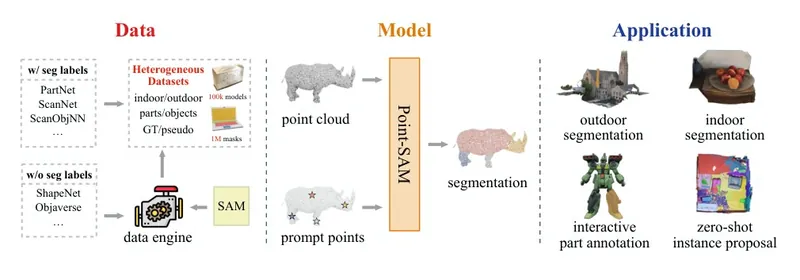 Data
w/ seg labels
PartNet
ScanNet
ScanObjNN
...
w/o seg labels
ShapeNet
Objaverse
...
Heterogeneous
Datasets
indoor/outdoor
parts/objects
GT/pseudo
100k models
1M masks
data engine
SAM
Model
point cloud
prompt points
Point-SAM
segmentation
Application
outdoor
segmentation
indoor
segmentation
interactive
part annotation
zero-shot
instance proposal